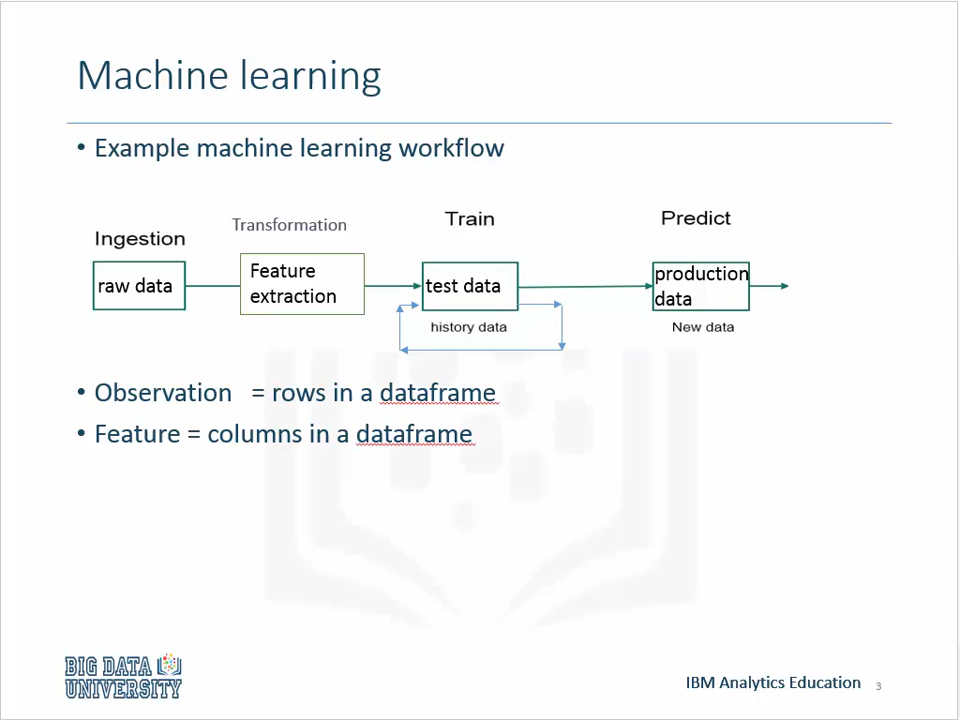 Machine learning
• Example machine learning workflow
Ingestion
Transformation
Train
Predict
raw data
Feature
extraction
test data
production
data
history data
New data
• Observation = rows in a dataframe
• Feature = columns in a dataframe
BIG DATA
UNIVERSITY
IBM Analytics Education 3